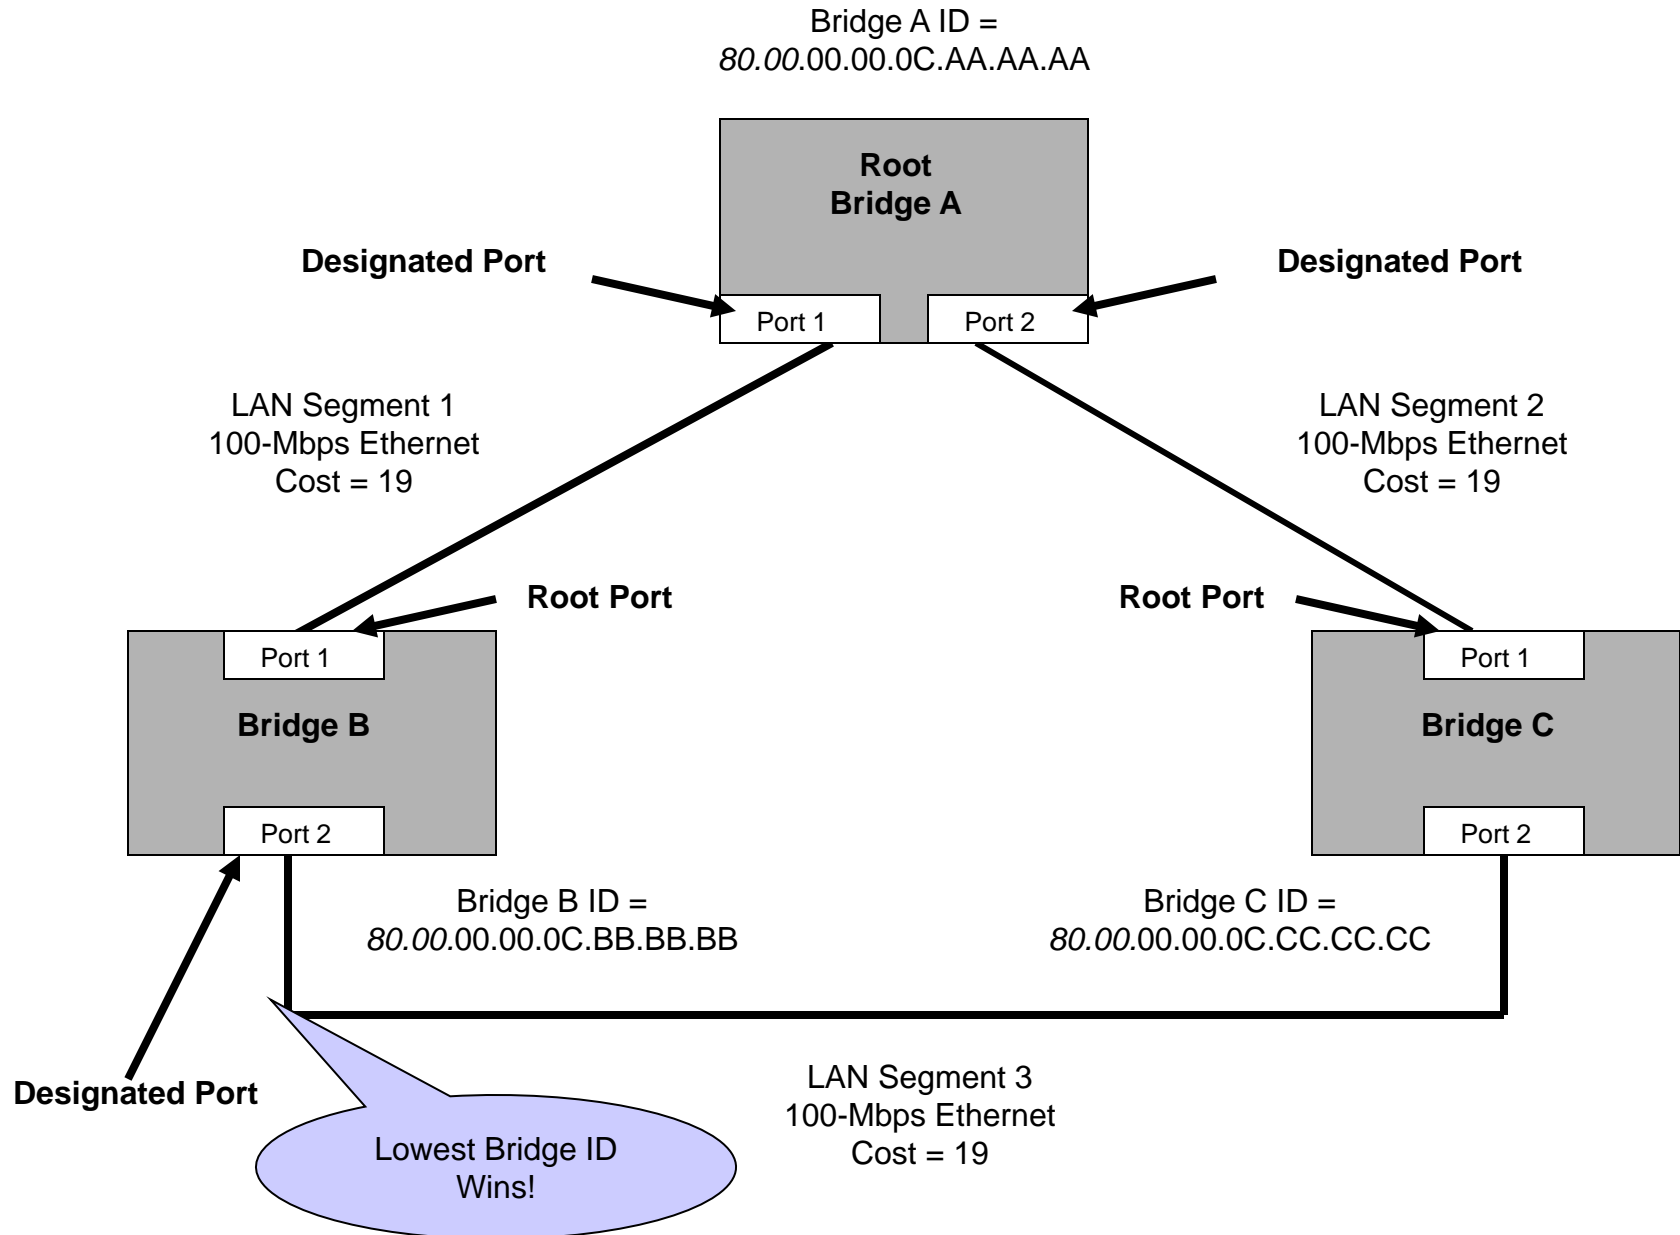 Bridge A ID =
80.00.00.00.0C.AA.AA.AA
Root
Bridge A
Designated Port
Designated Port
Port 1
Port 2
LAN Segment 1
100-Mbps Ethernet
Cost = 19
LAN Segment 2
100-Mbps Ethernet
Cost = 19
Root Port
Root Port
Port 1
Port 1
Bridge B
Bridge C
Port 2
Port 2
Bridge B ID =
80.00.00.00.0C.BB.BB.BB
Bridge C ID =
80.00.00.00.0C.CC.CC.CC
Designated Port
LAN Segment 3
100-Mbps Ethernet
Cost = 19
Lowest Bridge ID
Wins!